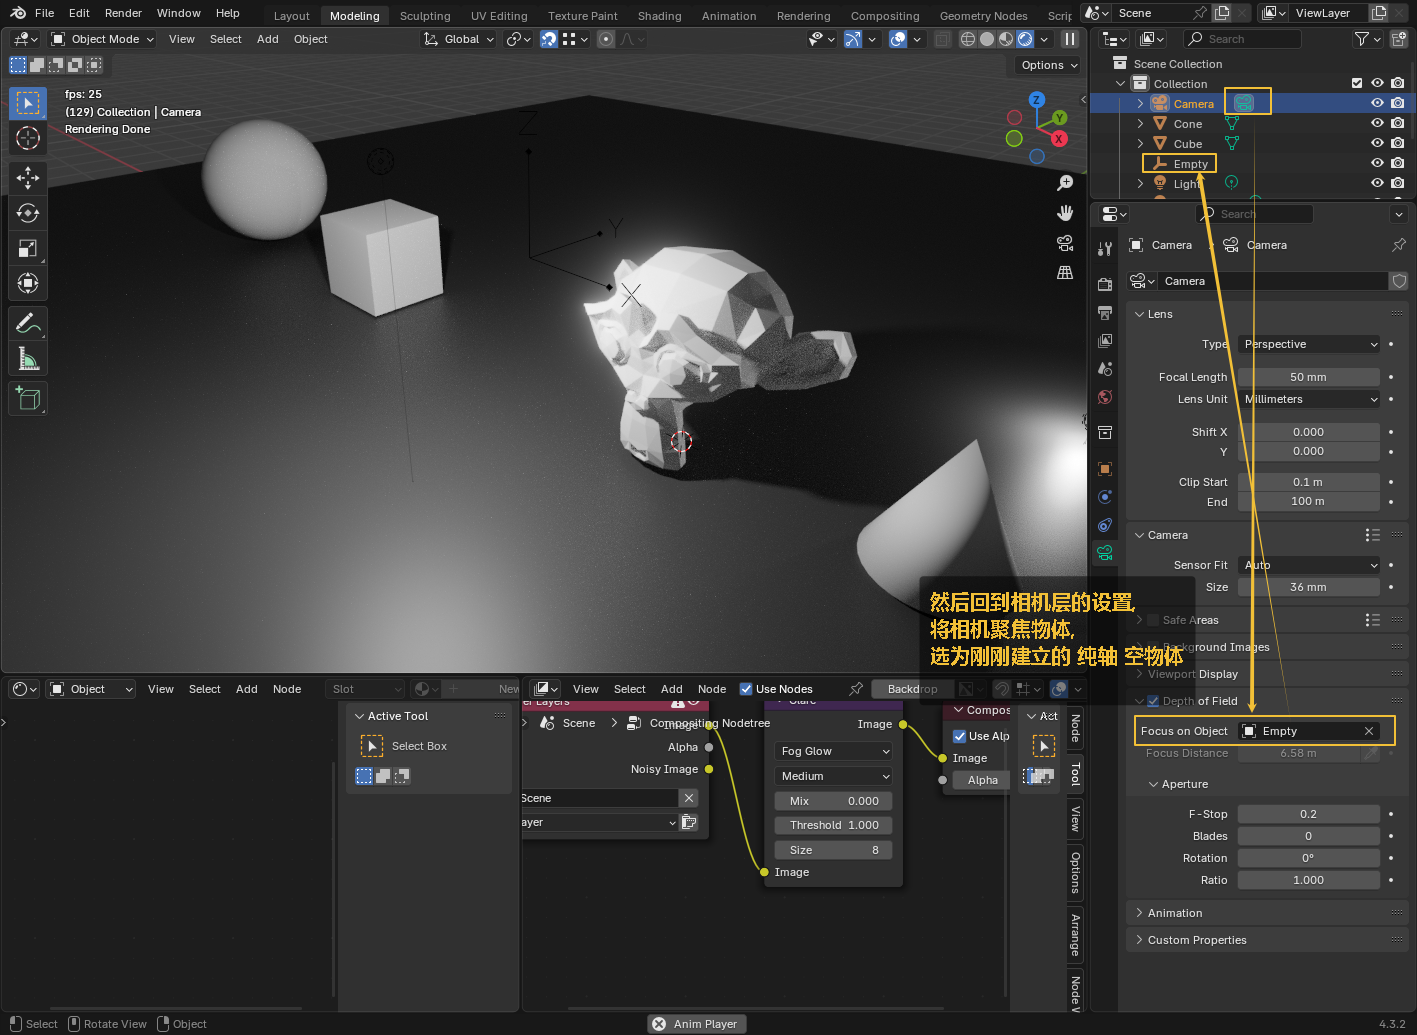 File Edit Render Window Help
Layout Modeling Sculpting UV Editing Texture Paint Shading Animation Rendering Compositing Geometry Nodes Scrip
Scene
ViewLayer
Object Mode View Select Add Object
Global
Options
fps: 25
(129) Collection | Camera
Rendering Done
Z
Y
X
Y
X
Search
Scene Collection
Collection
Camera
Cone
Cube
Empty
Light
Search
Camera
Camera
Camera
Lens
Type Perspective
Focal Length 50 mm
Lens Unit Millimeters
Shift X 0.000
Y 0.000
Clip Start 0.1 m
End 100 m
Camera
Sensor Fit Auto
Size 36 mm
Safe Areas
Background Images
Viewport Display
Depth of Field
Focus on Object Empty
Focus Distance 6.58 m
Aperture
F-Stop 0.2
Blades 0
Rotation 0°
Ratio 1.000
Animation
Custom Properties
然后回到相机层的设置,
将相机聚焦物体,
选为刚刚建立的 纯轴 空物体
Object View Select Add Node Slot New
Active Tool
Select Box
View Select Add Node Use Nodes Backdrop
er Layers
Scene Compositing Nodetree
Image
Alpha
Noisy Image
Scene
ayer
Glare
Image
Fog Glow
Medium
Mix 0.000
Threshold 1.000
Size 8
Image
Compos
Use Alp
Image
Alpha
Act
Node
Tool
View
Options
Arrange
Node W
Select Rotate View Object
Anim Player
4.3.2